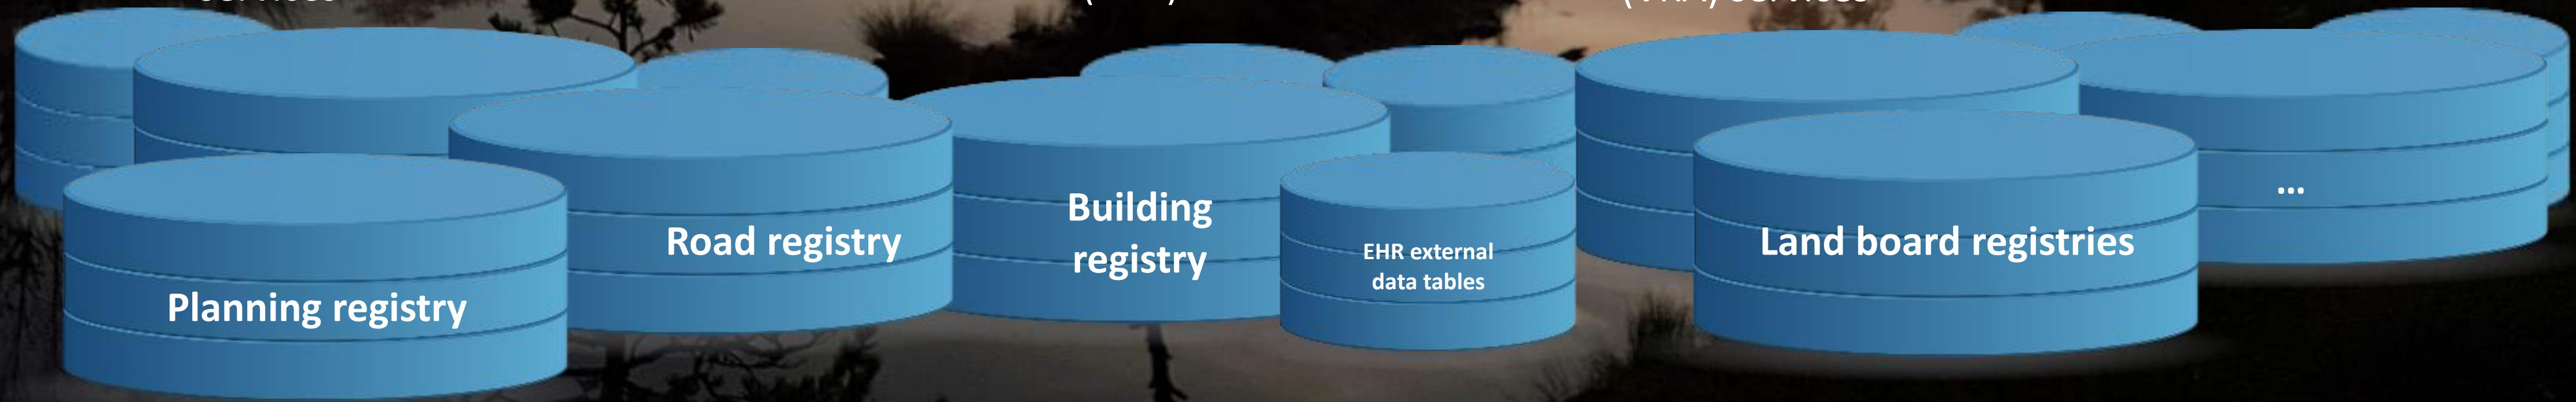 Planning registry
Road registry
Building
registry
EHR external
data tables
Land board registries
...